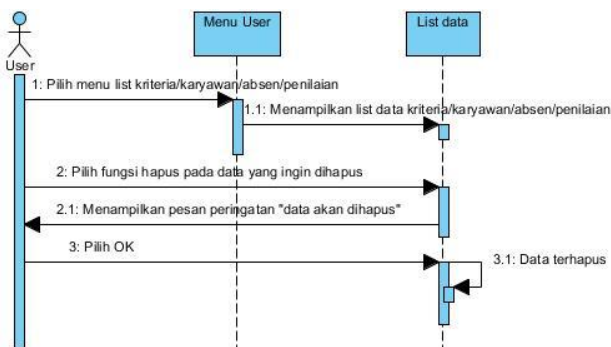 Menu User
List data
User
1: Pilih menu list kriteria/karyawan/absen/penilaian
1.1: Menampilkan list data kriteria/karyawan/absen/penilaian
2: Pilih fungsi hapus pada data yang ingin dihapus
2.1: Menampilkan pesan peringatan "data akan dihapus"
3: Pilih OK
3.1: Data terhapus